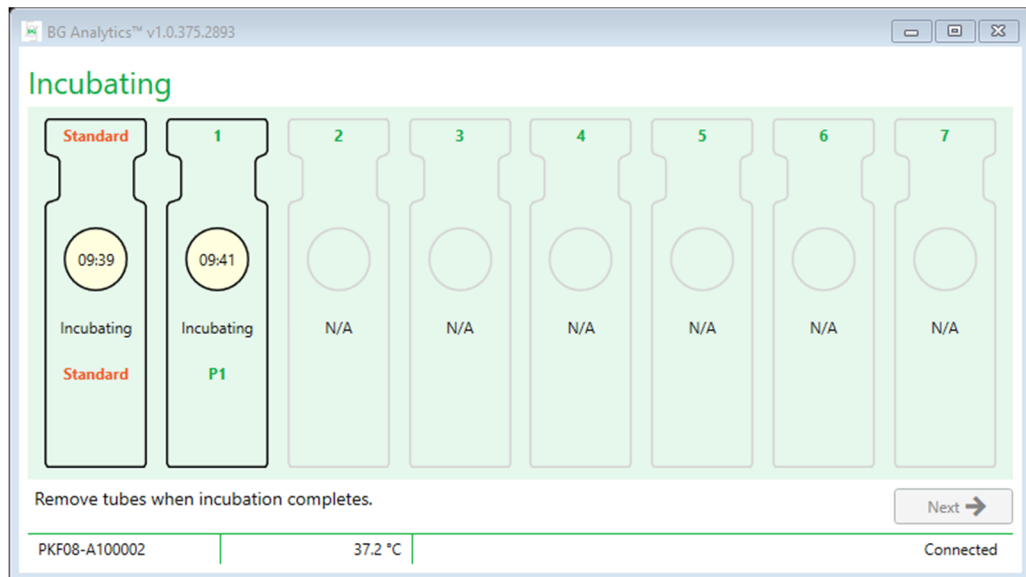 BG Analytics™ v1.0.375.2893
Incubating
Standard 1 2 3 4 5 6 7
09:39 09:41
Incubating Incubating N/A N/A N/A N/A N/A N/A
Standard P1
Remove tubes when incubation completes.
Next
PKF08-A100002 37.2 °C Connected